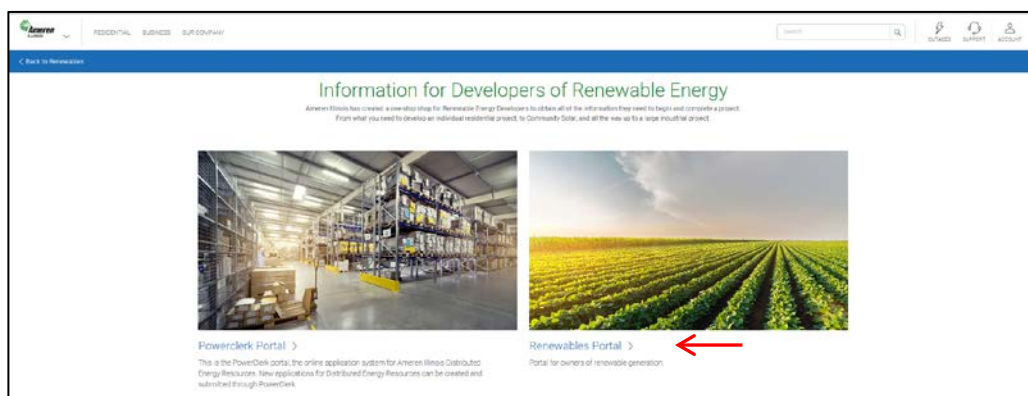 Ameren
ILLINOIS
RESIDENTIAL BUSINESS OUR COMPANY
Search
OUTAGES SUPPORT ACCOUNT
< Back to Renewables
Information for Developers of Renewable Energy
Ameren Illinois has created a one-stop shop for Renewable Energy Developers to obtain all of the information they need to begin and complete a project.
From what you need to develop an individual residential project, to Community Solar, and all the way up to a large industrial project.
Powerclerk Portal >
This is the PowerClerk portal, the online application system for Ameren Illinois Distributed
Energy Resources. New applications for Distributed Energy Resources can be created and
submitted through PowerClerk
Renewables Portal >
Portal for owners of renewable generation.